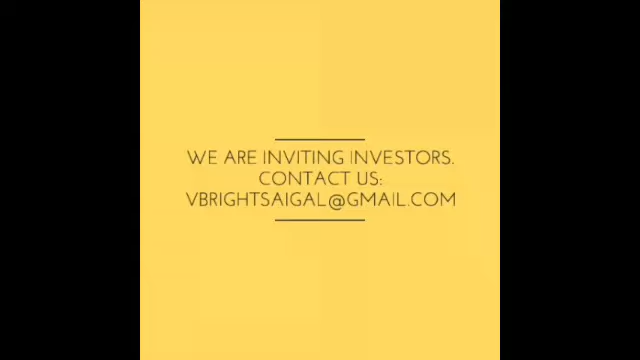 WE ARE INVITING INVESTORS.
CONTACT US:
VBRIGHTSAIGAL@GMAIL.COM